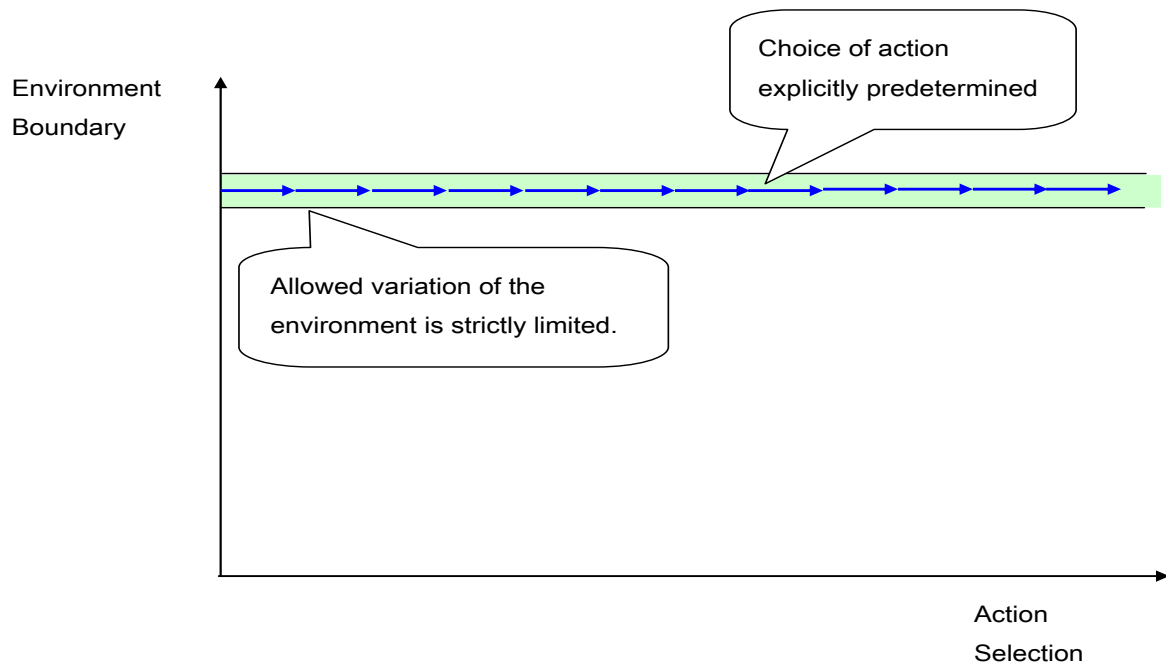 Choice of action
explicitly predetermined
Environment
Boundary
Allowed variation of the
environment is strictly limited.
Action
Selection